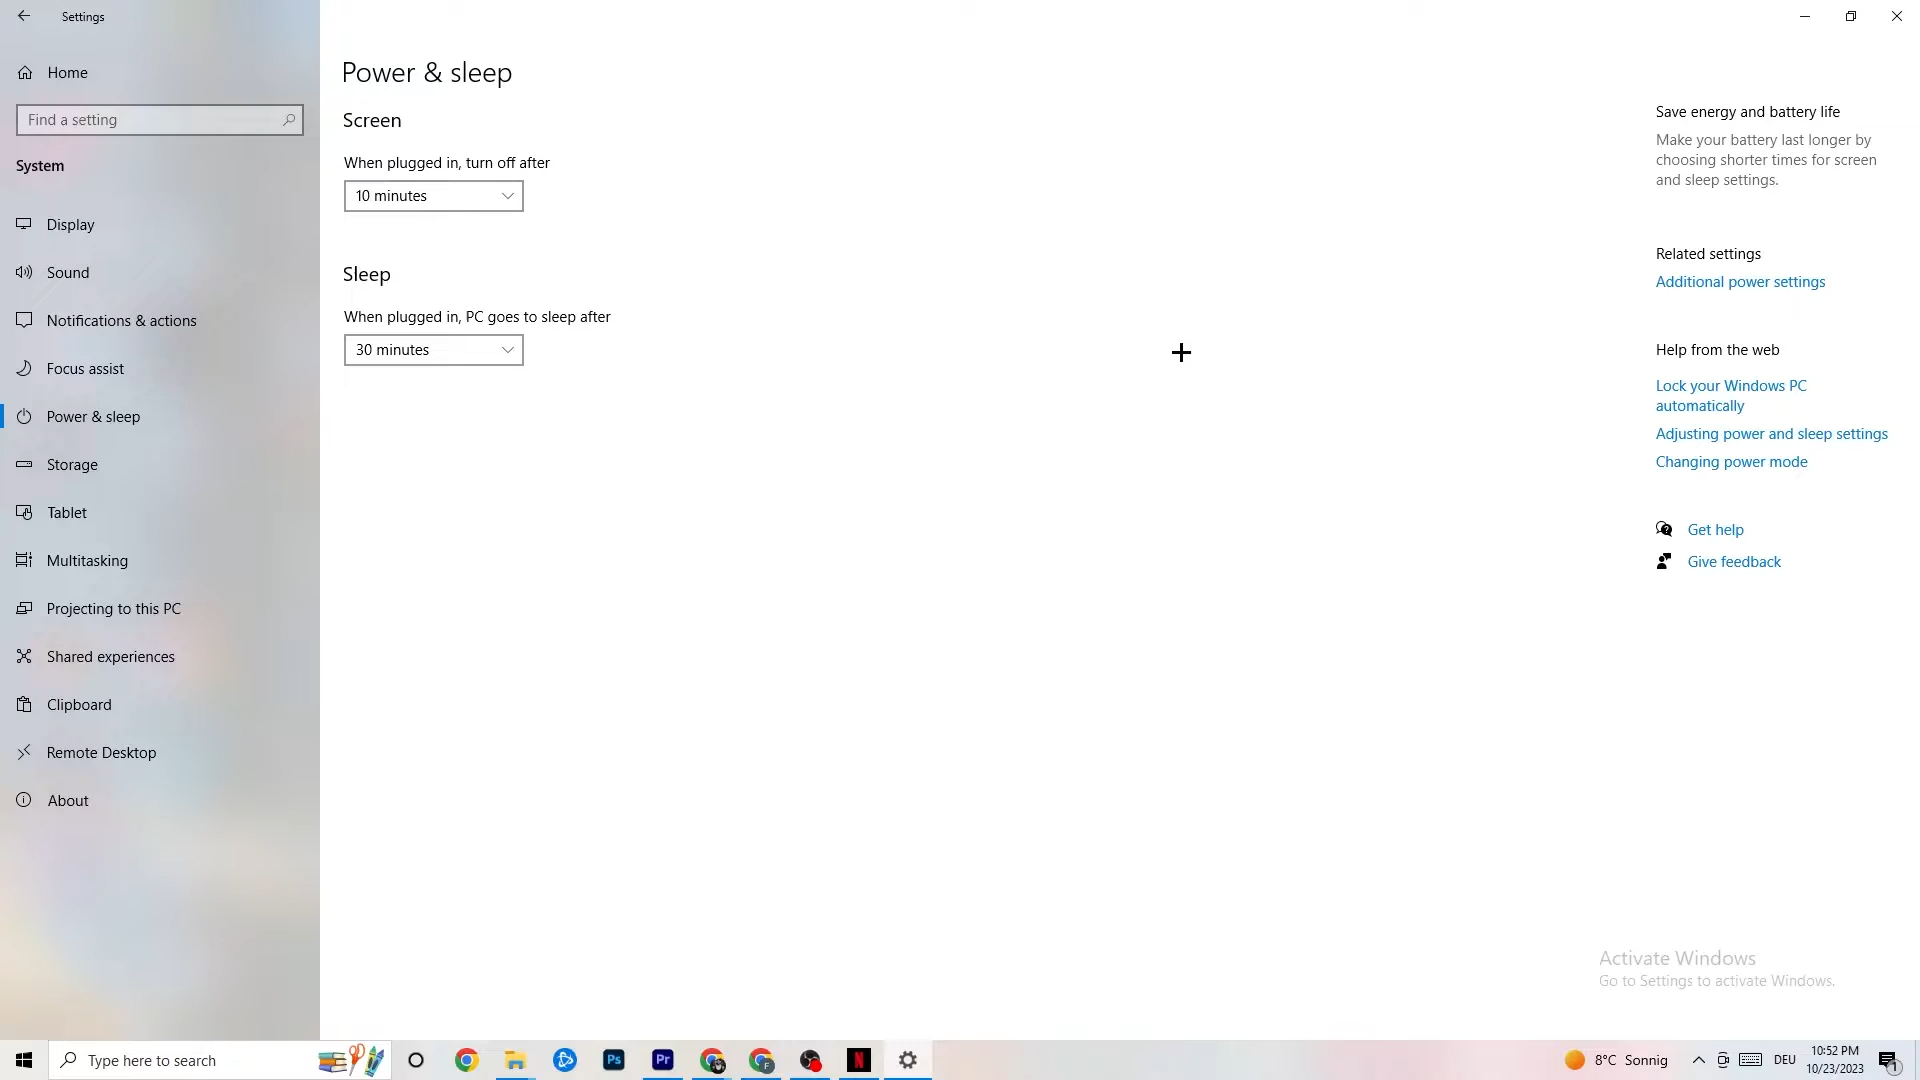 Settings
Home
Find a setting
System
Display
Sound
Notifications & actions
Focus assist
Power & sleep
Storage
Tablet
Multitasking
Projecting to this PC
Shared experiences
Clipboard
Remote Desktop
About
Power & sleep
Screen
When plugged in, turn off after
10 minutes
Sleep
When plugged in, PC goes to sleep after
30 minutes
Save energy and battery life
Make your battery last longer by
choosing shorter times for screen
and sleep settings.
Related settings
Additional power settings
Help from the web
Lock your Windows PC
automatically
Adjusting power and sleep settings
Changing power mode
Get help
Give feedback
Activate Windows
Go to Settings to activate Windows.
Type here to search
Ps
Pr
F
N
8°C Sonnig
DEU
10:52 PM
10/23/2023
1